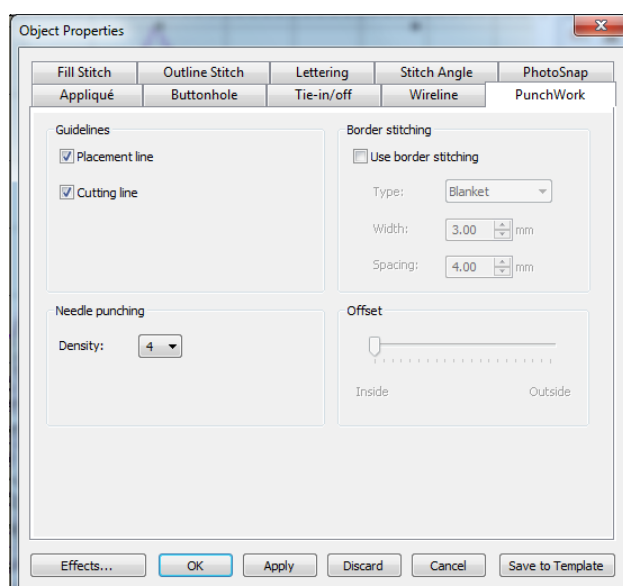 Object Properties
Fill Stitch Outline Stitch Lettering Stitch Angle PhotoSnap
Appliqué Buttonhole Tie-in/off Wireline PunchWork
Guidelines
Placement line
Cutting line
Border stitching
Use border stitching
Type: Blanket
Width: 3.00 mm
Spacing: 4.00 mm
Needle punching
Density: 4
Offset
Inside Outside
Effects... OK Apply Discard Cancel Save to Template